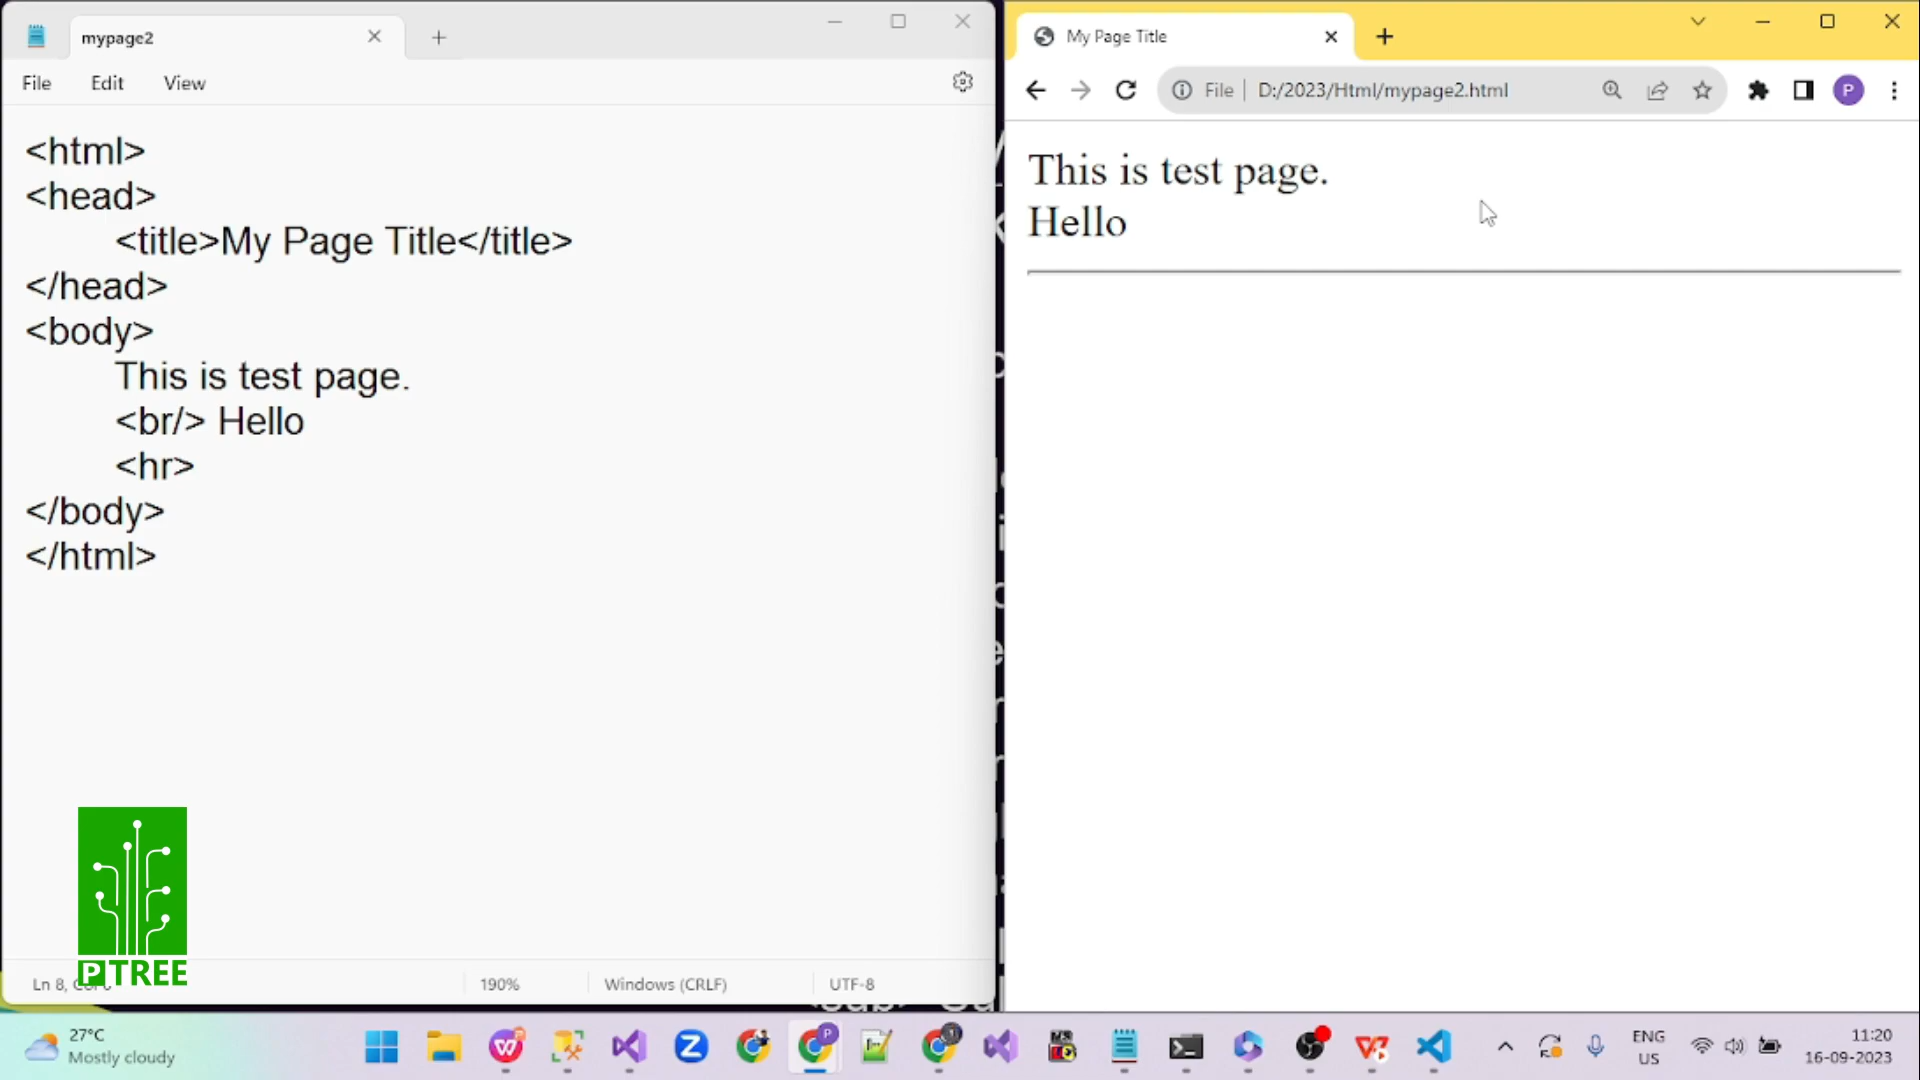 mypage2
File Edit View
<html>
<head>
<title>My Page Title</title>
</head>
<body>
This is test page.
<br/> Hello
<hr>
</body>
</html>
PTREE
Ln 8,
190%
Windows (CRLF)
UTF-8
My Page Title
File D:/2023/Html/mypage2.html
P
This is test page.
Hello
27°C
Mostly cloudy
ENG
US
11:20
16-09-2023